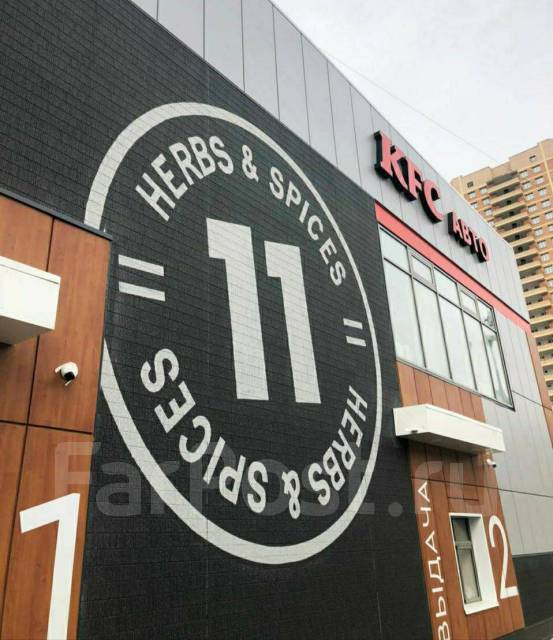 KFC АВТО
HERBS & SPICES
11
HERBS & SPICES
1
ВЫДАЧА
2
FarPost.ru